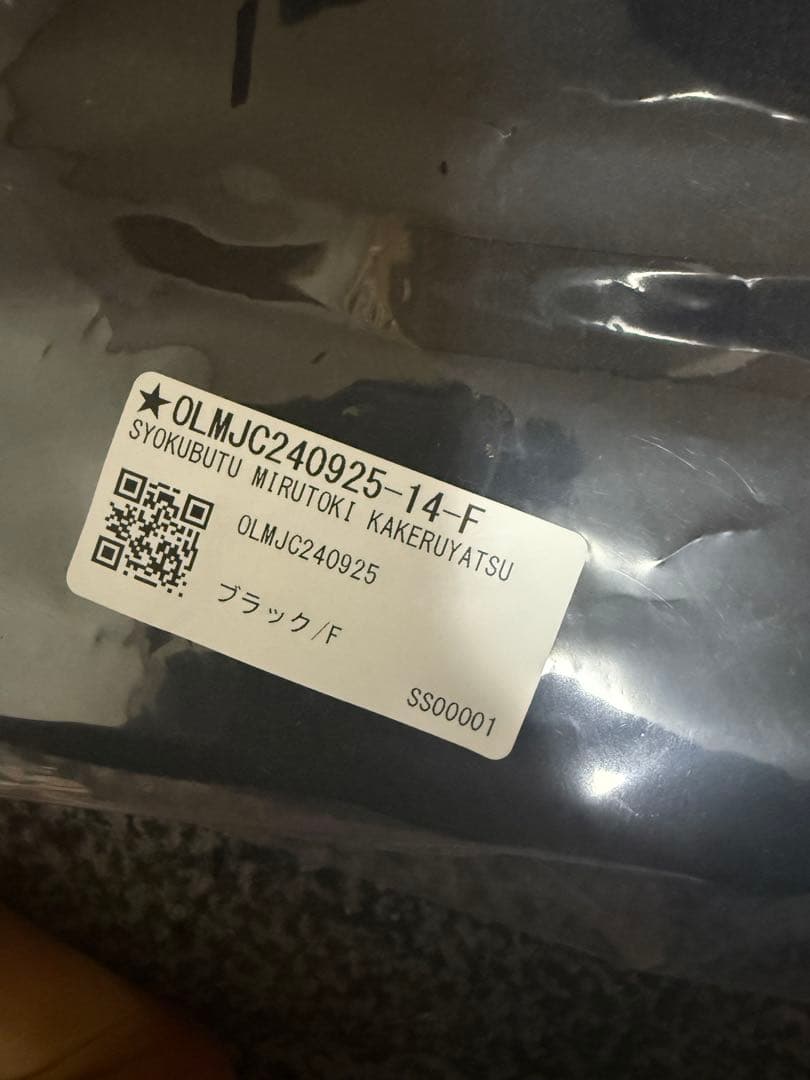 ★OLMJC240925-14-F
SYOKUBUTU MIRUTOKI KAKERUYATSU
OLMJC240925
ブラック/F
SS00001